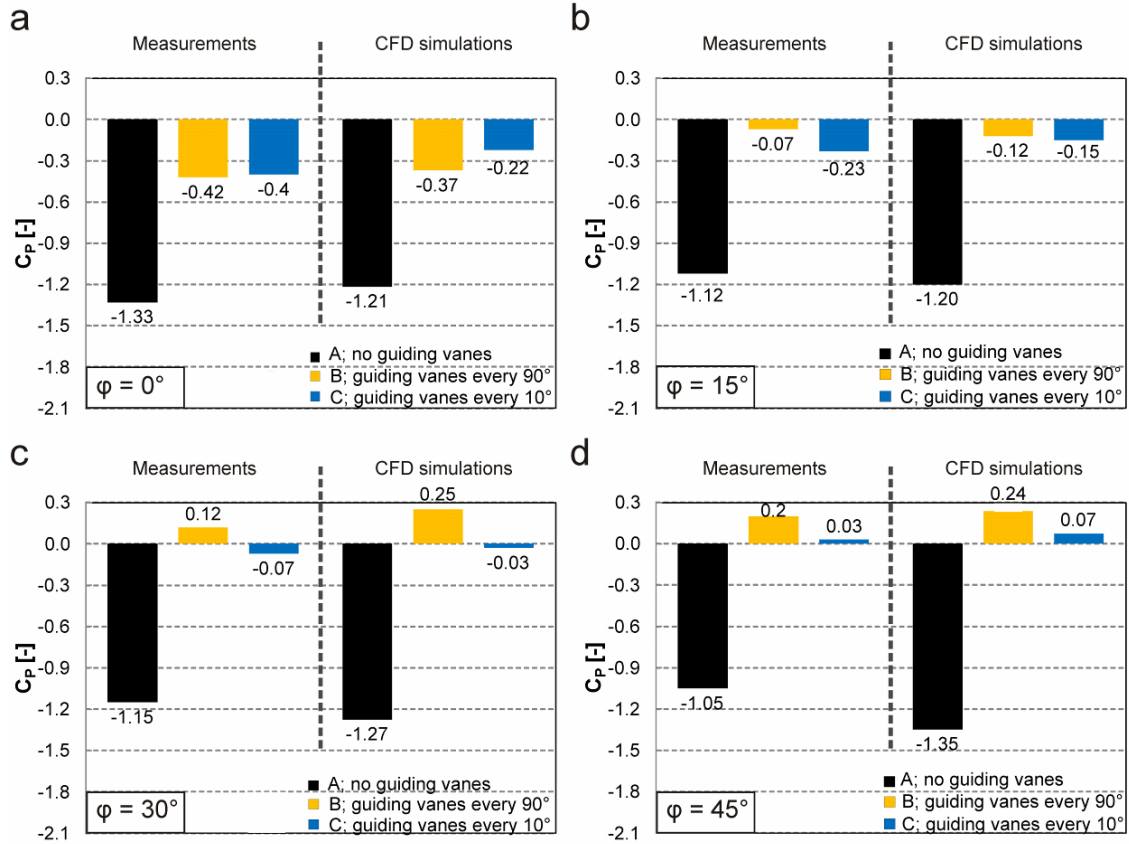 a
Measurements CFD simulations
0.3
0.0
-0.3
-0.6
-0.9
-1.2
-1.5
-1.8
-2.1
CP [-]
-1.33
-0.42
-0.4
-1.21
-0.37
-0.22
A; no guiding vanes
B; guiding vanes every 90°
C; guiding vanes every 10°
φ = 0°
b
Measurements CFD simulations
0.3
0.0
-0.3
-0.6
-0.9
-1.2
-1.5
-1.8
-2.1
CP [-]
-1.12
-0.07
-0.23
-1.20
-0.12
-0.15
A; no guiding vanes
B; guiding vanes every 90°
C; guiding vanes every 10°
φ = 15°
c
Measurements CFD simulations
0.3
0.0
-0.3
-0.6
-0.9
-1.2
-1.5
-1.8
-2.1
CP [-]
-1.15
0.12
-0.07
-1.27
0.25
-0.03
A; no guiding vanes
B; guiding vanes every 90°
C; guiding vanes every 10°
φ = 30°
d
Measurements CFD simulations
0.3
0.0
-0.3
-0.6
-0.9
-1.2
-1.5
-1.8
-2.1
CP [-]
-1.05
0.2
0.03
-1.35
0.24
0.07
A; no guiding vanes
B; guiding vanes every 90°
C; guiding vanes every 10°
φ = 45°